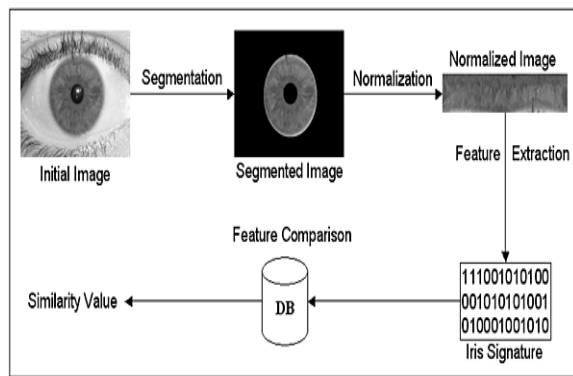 Normalized Image
Segmentation
Normalization
Initial Image
Segmented Image
Feature Extraction
Feature Comparison
DB
Similarity Value
111001010100
001010101001
010001001010
Iris Signature